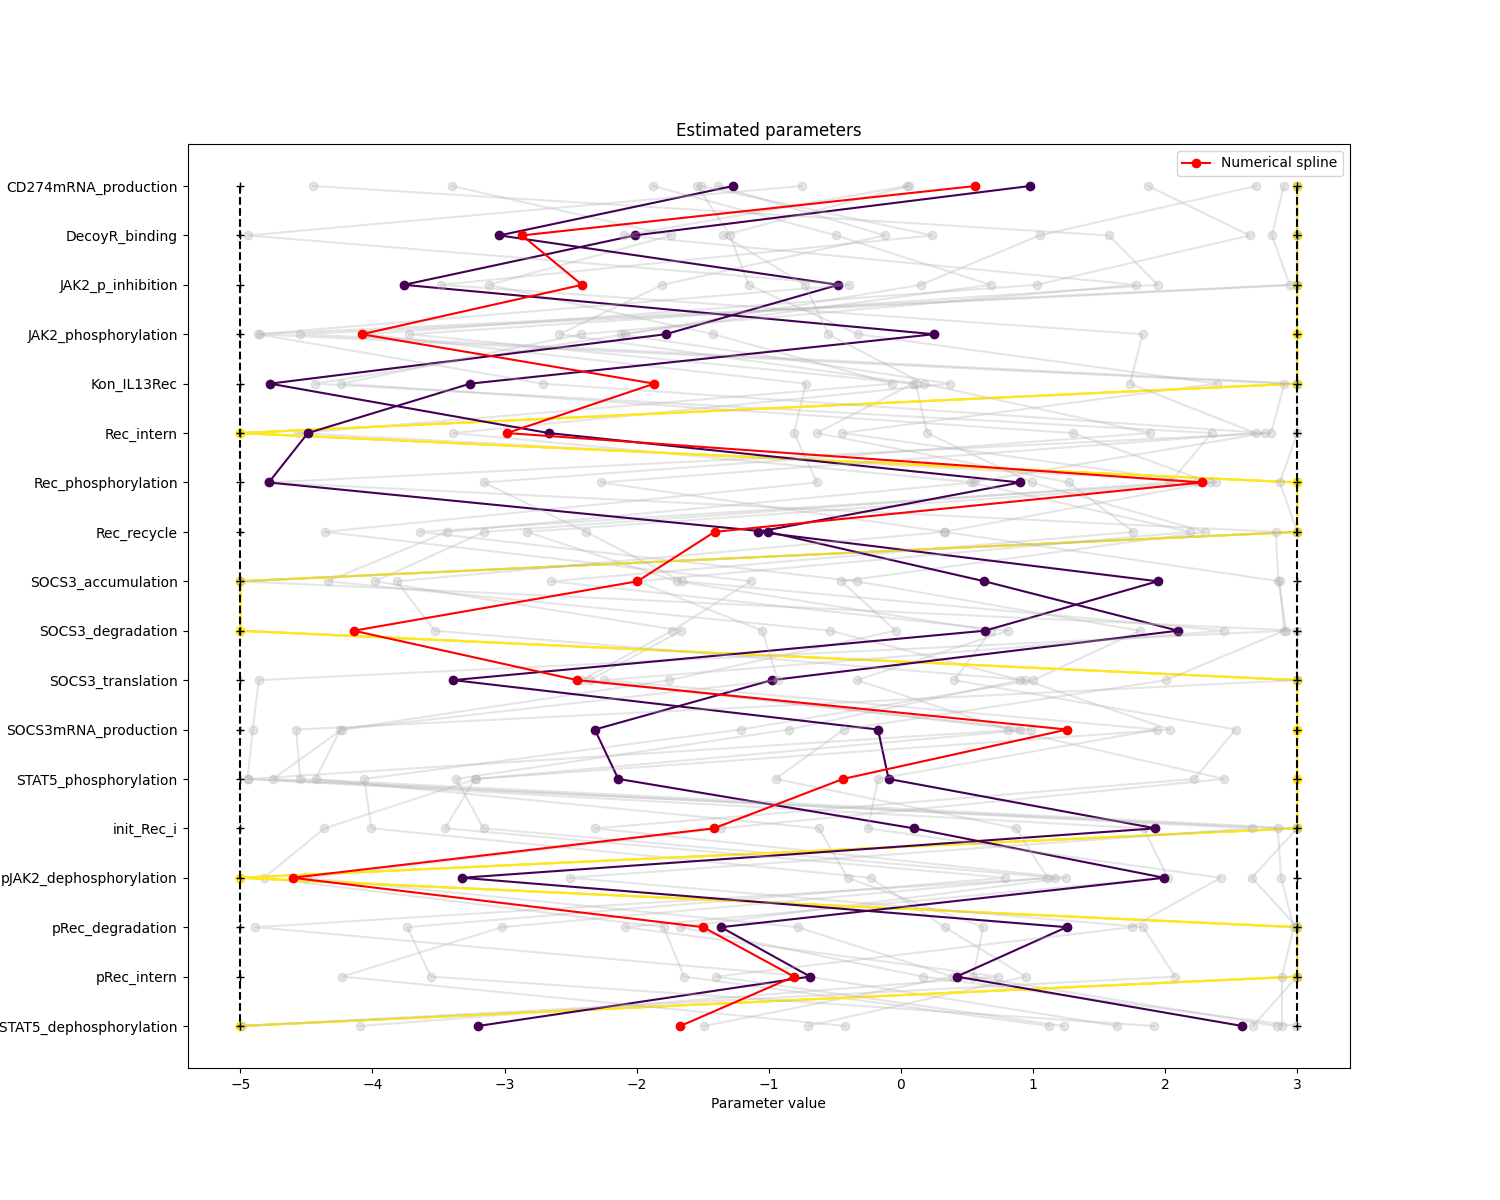 Estimated parameters
Numerical spline
CD274mRNA_production
DecoyR_binding
JAK2_p_inhibition
JAK2_phosphorylation
Kon_IL13Rec
Rec_intern
Rec_phosphorylation
Rec_recycle
SOCS3_accumulation
SOCS3_degradation
SOCS3_translation
SOCS3mRNA_production
STAT5_phosphorylation
init_Rec_i
pJAK2_dephosphorylation
pRec_degradation
pRec_intern
STAT5_dephosphorylation
−5 −4 −3 −2 −1 0 1 2 3
Parameter value